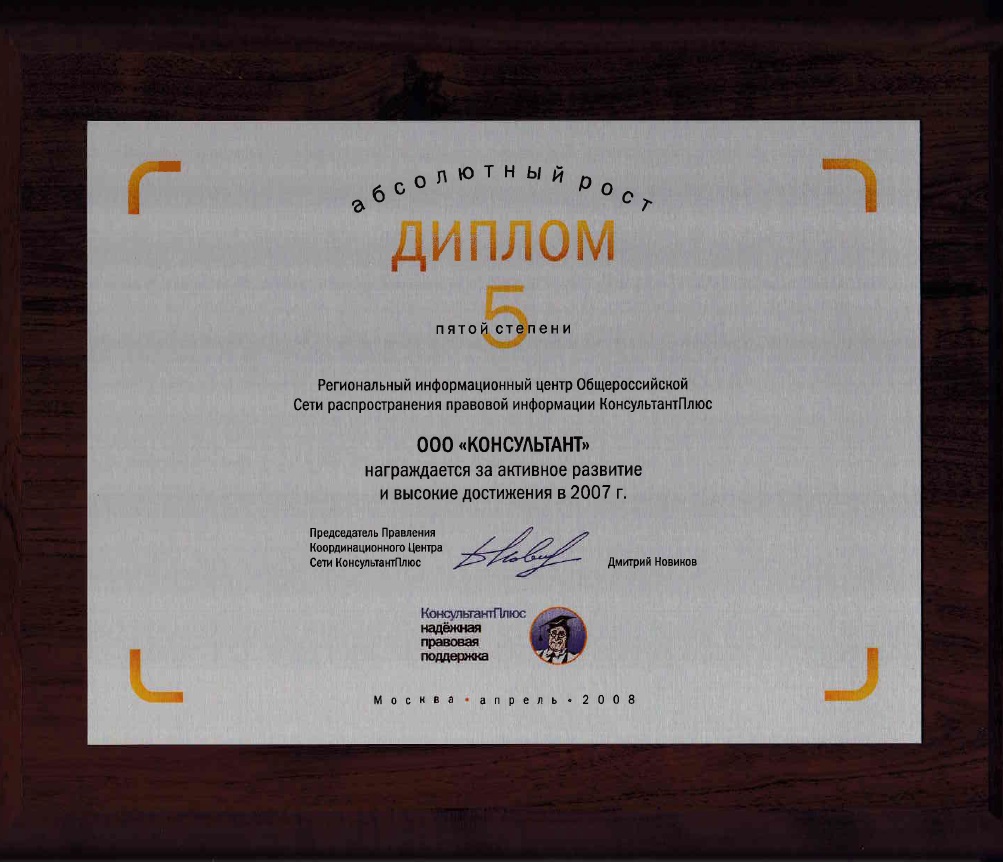 абсолютный рост
ДИПЛОМ
5
пятой степени
Региональный информационный центр Общероссийской
Сети распространения правовой информации КонсультантПлюс
ООО «КОНСУЛЬТАНТ»
награждается за активное развитие
и высокие достижения в 2007 г.
Председатель Правления
Координационного Центра
Сети КонсультантПлюс
Дмитрий Новиков
КонсультантПлюс
надёжная
правовая
поддержка
Москва • апрель • 2008